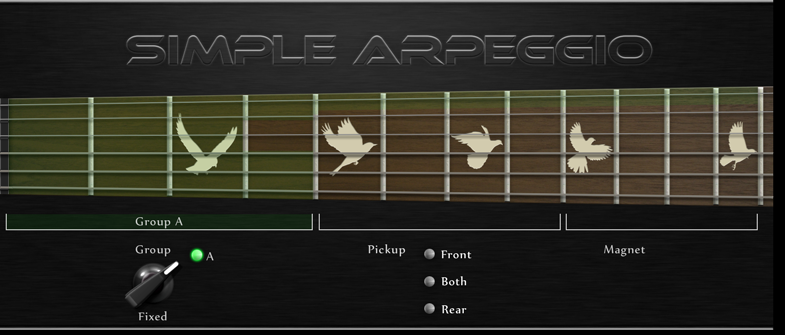 SIMPLE ARPEGGIO
Group A
Group
A
Fixed
Pickup
Front
Both
Rear
Magnet